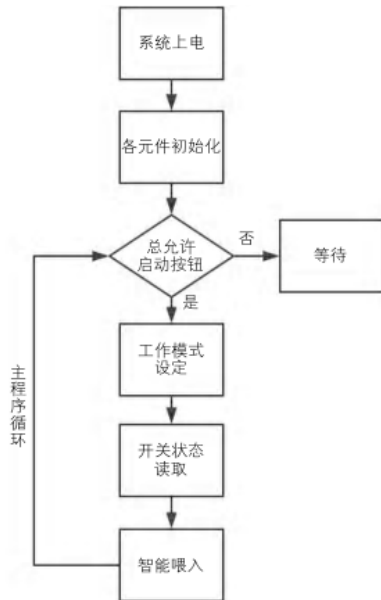 系统上电
各元件初始化
总允许
启动按钮
否
等待
是
工作模式
设定
主程序循环
开关状态
读取
智能喂入